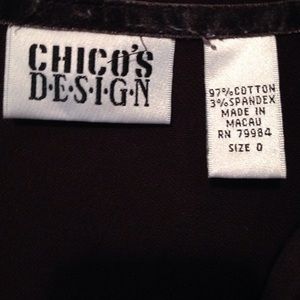 CHICO'S
D·E·S·I·G·N
97%COTTON
3%SPANDEX
MADE IN
MACAU
RN 79984
SIZE 0